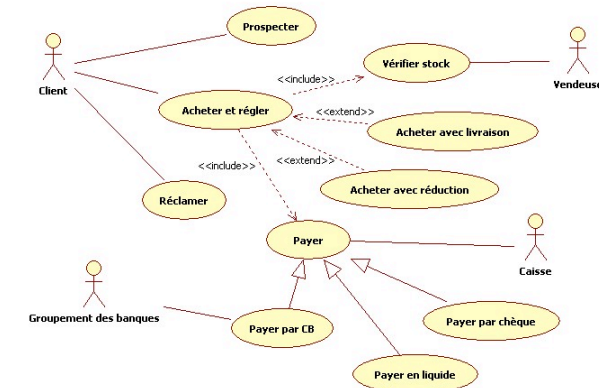 Prospecter
Client
<<include>>
Vérifier stock
Vendeuse
Acheter et régler
<<extend>>
Acheter avec livraison
<<include>>
<<extend>>
Acheter avec réduction
Réclamer
Payer
Caisse
Groupement des banques
Payer par CB
Payer par chèque
Payer en liquide